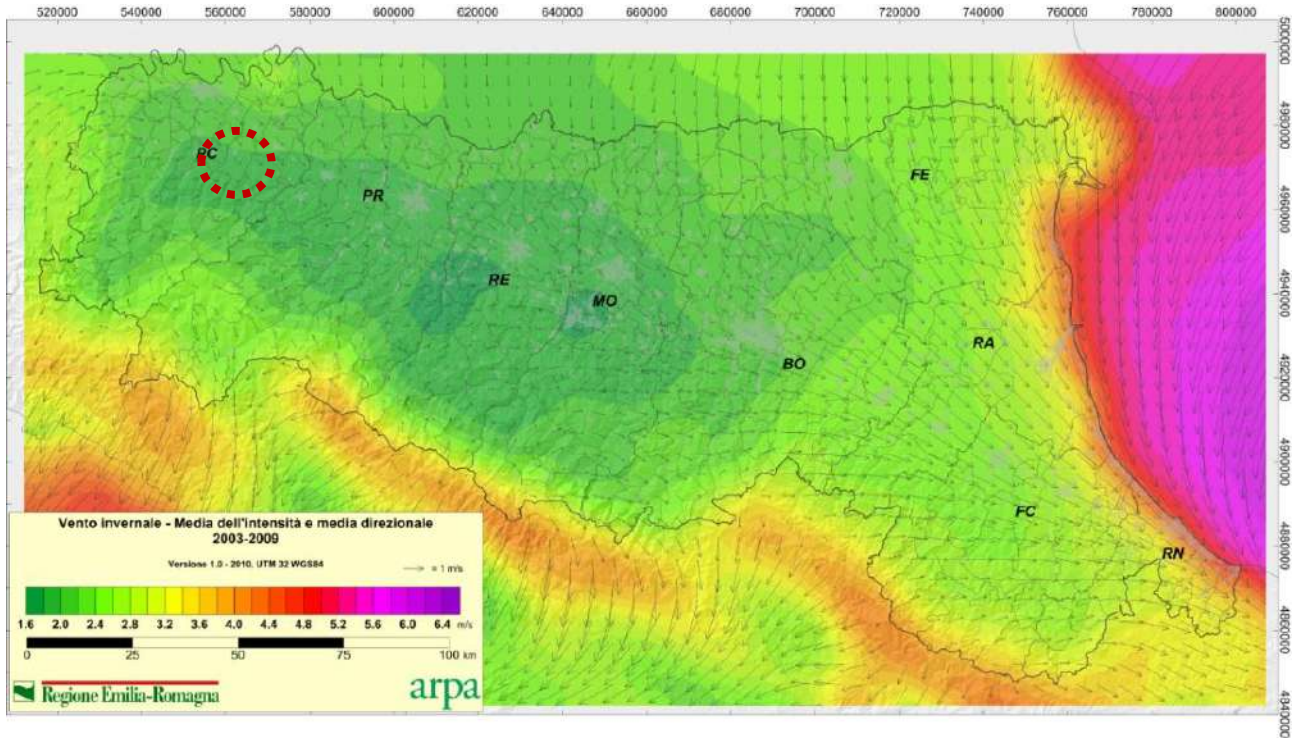 520000 540000 560000 580000 600000 620000 640000 660000 680000 700000 720000 740000 760000 780000 800000
5000000
4980000
4960000
4940000
4920000
4900000
4880000
4860000
4840000
PC
PR
FE
RE
MO
RA
BO
FC
RN
Vento invernale - Media dell'intensità e media direzionale
2003-2009
Versione 1.0 - 2010, UTM 32 WGS84
= 1 m/s
1.6 2.0 2.4 2.8 3.2 3.6 4.0 4.4 4.8 5.2 5.6 6.0 6.4 m/s
0 25 50 75 100 km
Regione Emilia-Romagna
arpa